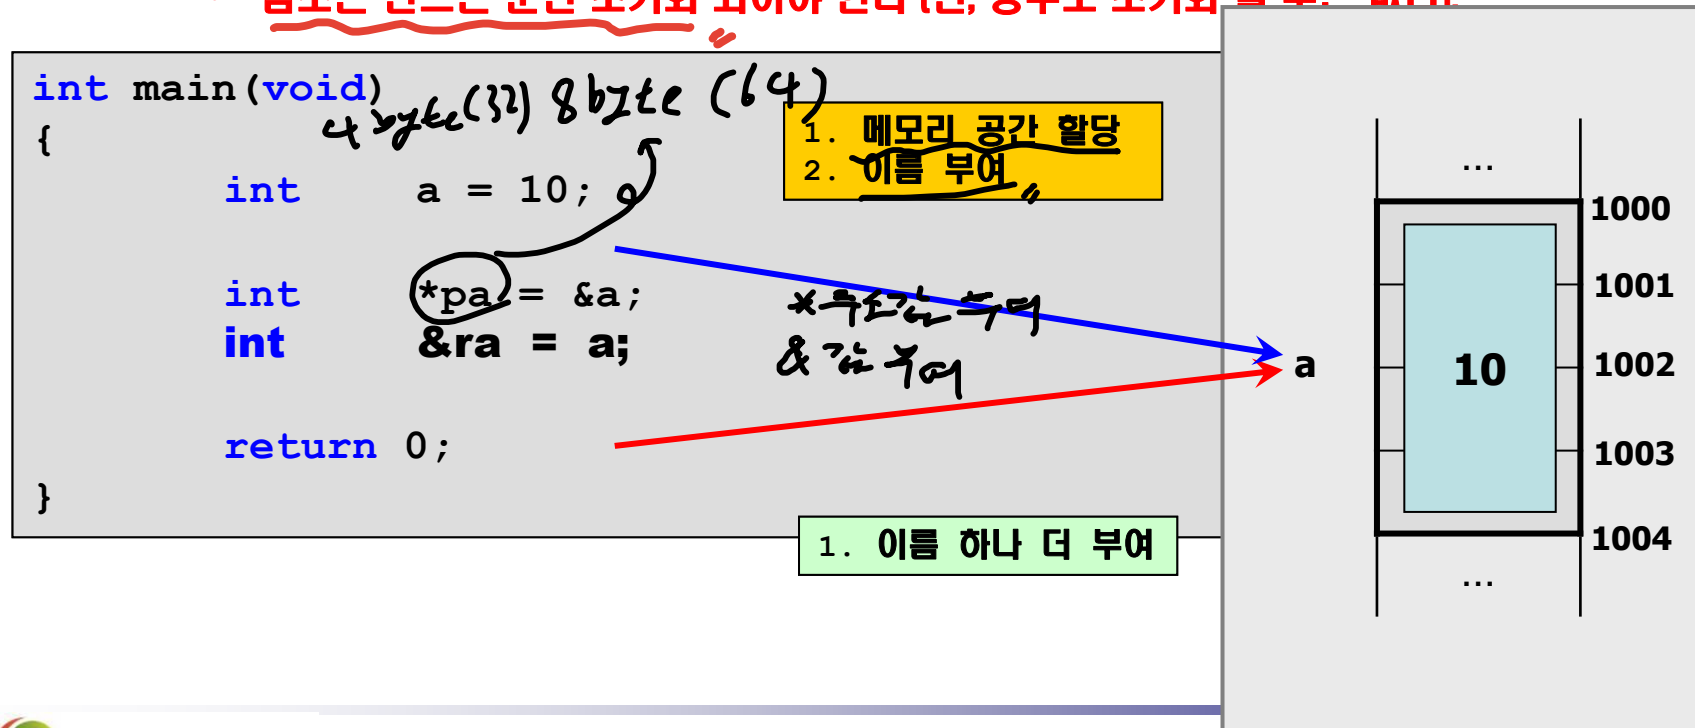 int main(void)
4 byte(32) 8byte (64)
{
1. 메모리 공간 할당
2. 이름 부여
int a = 10;
int *pa = &a;
int &ra = a;
return 0;
}
1. 이름 하나 더 부여
...
1000
1001
a 10 1002
1003
1004
...